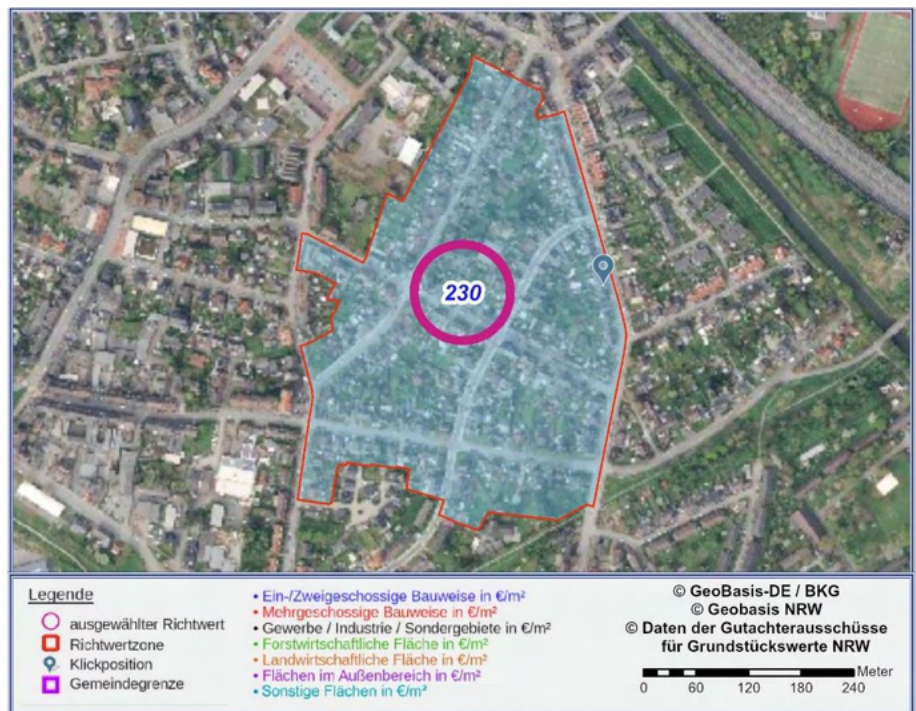 230
Legende
ausgewählter Richtwert
Richtwertzone
Klickposition
Gemeindegrenze
• Ein-/Zweigeschossige Bauweise in €/m²
• Mehrgeschossige Bauweise in €/m²
• Gewerbe / Industrie / Sondergebiete in €/m²
• Forstwirtschaftliche Fläche in €/m²
• Landwirtschaftliche Fläche in €/m²
• Flächen im Außenbereich in €/m²
• Sonstige Flächen in €/m²
© GeoBasis-DE / BKG
© Geobasis NRW
© Daten der Gutachterausschüsse
für Grundstückswerte NRW
Meter
0 60 120 180 240